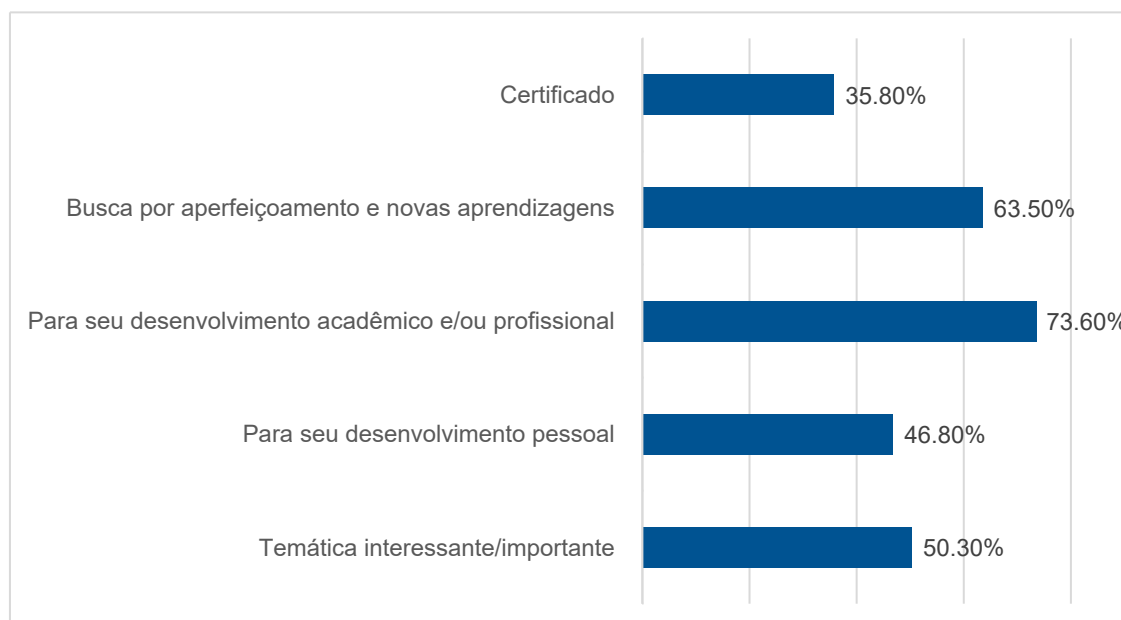 Certificado 35.80%
Busca por aperfeiçoamento e novas aprendizagens 63.50%
Para seu desenvolvimento acadêmico e/ou profissional 73.60%
Para seu desenvolvimento pessoal 46.80%
Temática interessante/importante 50.30%